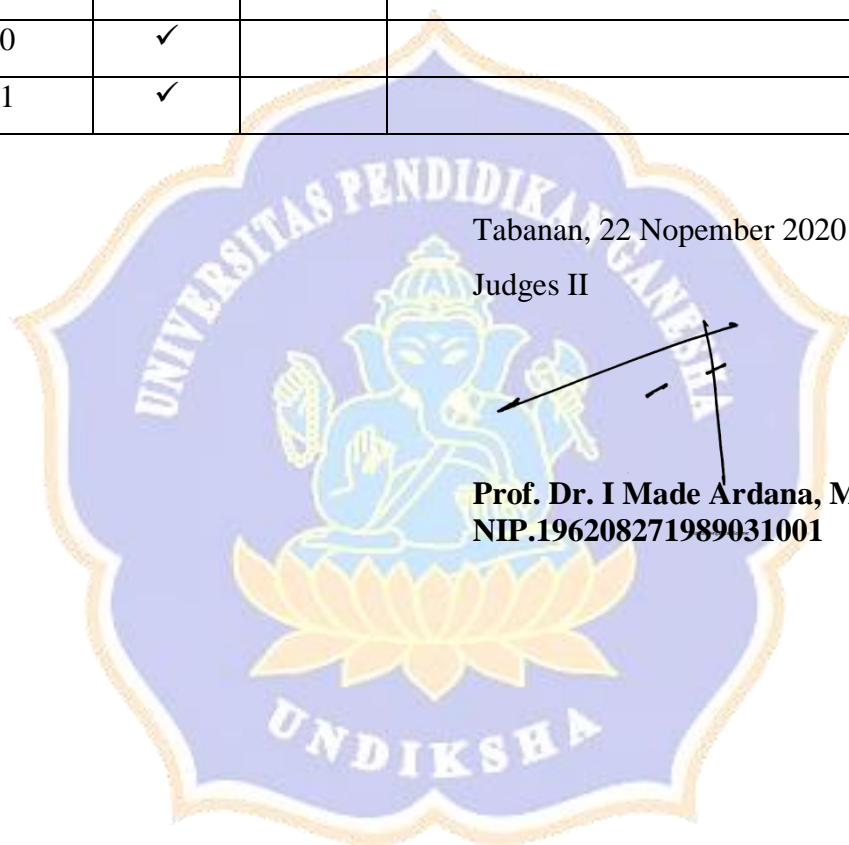 0 ✓
1 ✓
UNIVERSITAS PENDIDIKAN GANESHA
Tabanan, 22 Nopember 2020
Judges II
Prof. Dr. I Made Ardana, M
NIP.196208271989031001
UNDIKSHA